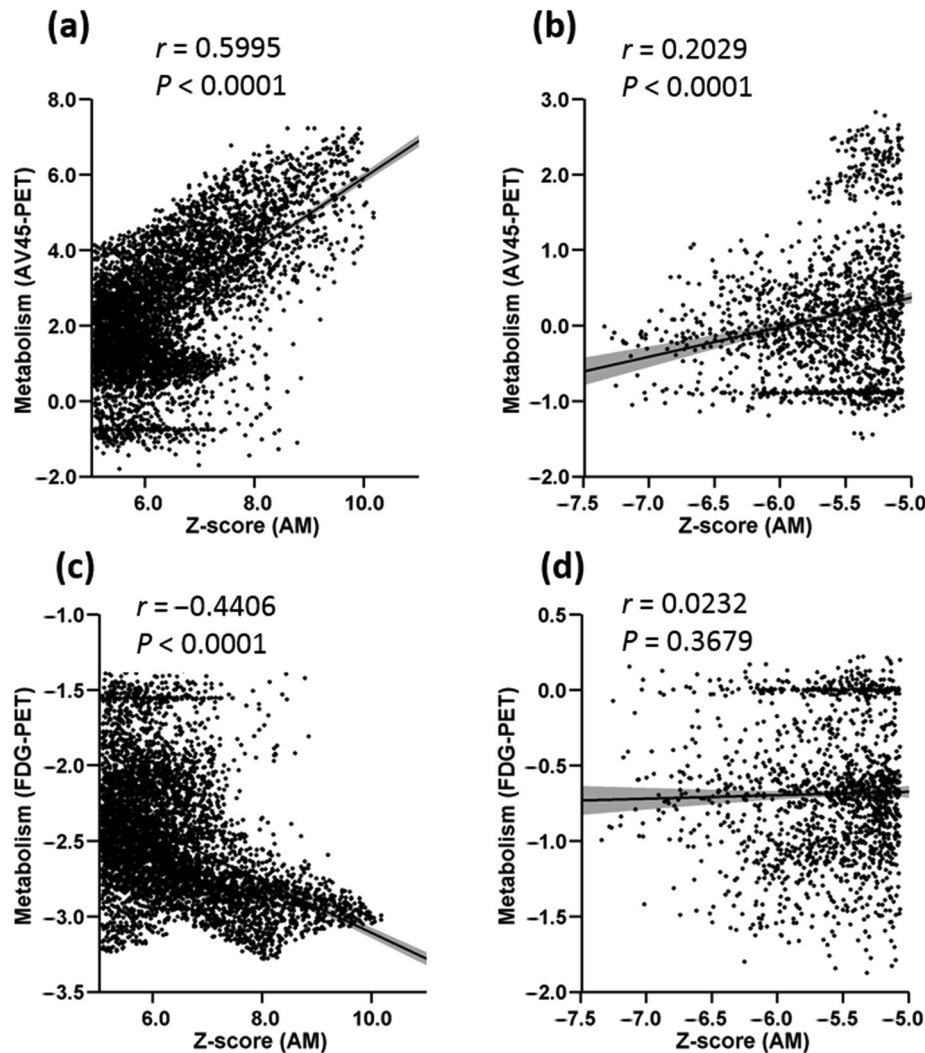 (a)
r = 0.5995
P < 0.0001
Metabolism (AV45-PET)
8.0
6.0
4.0
2.0
0.0
−2.0
6.0 8.0 10.0
Z-score (AM)
(b)
r = 0.2029
P < 0.0001
Metabolism (AV45-PET)
3.0
2.0
1.0
0.0
−1.0
−2.0
−7.5 −7.0 −6.5 −6.0 −5.5 −5.0
Z-score (AM)
(c)
r = −0.4406
P < 0.0001
Metabolism (FDG-PET)
−1.0
−1.5
−2.0
−2.5
−3.0
−3.5
6.0 8.0 10.0
Z-score (AM)
(d)
r = 0.0232
P = 0.3679
Metabolism (FDG-PET)
0.5
0.0
−0.5
−1.0
−1.5
−2.0
−7.5 −7.0 −6.5 −6.0 −5.5 −5.0
Z-score (AM)